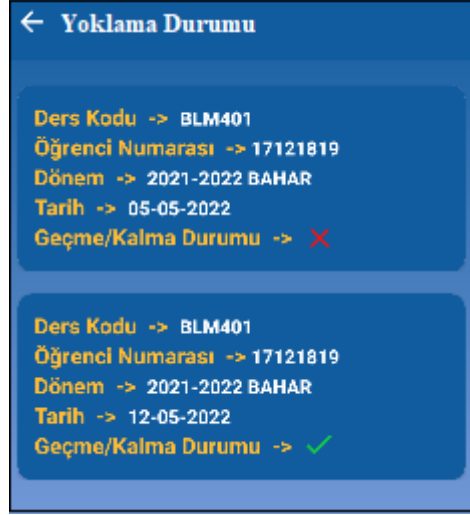 ← Yoklama Durumu
Ders Kodu -> BLM401
Öğrenci Numarası -> 17121819
Dönem -> 2021-2022 BAHAR
Tarih -> 05-05-2022
Geçme/Kalma Durumu -> ✕
Ders Kodu -> BLM401
Öğrenci Numarası -> 17121819
Dönem -> 2021-2022 BAHAR
Tarih -> 12-05-2022
Geçme/Kalma Durumu -> ✓